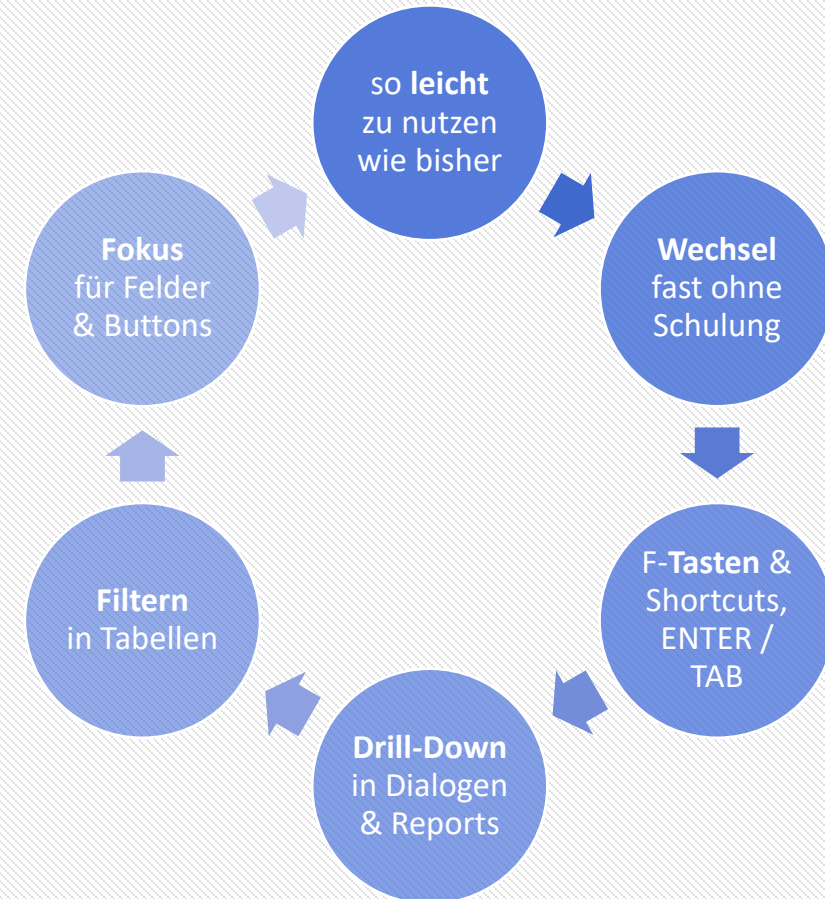 so leicht
zu nutzen
wie bisher
Wechsel
fast ohne
Schulung
F-Tasten &
Shortcuts,
ENTER /
TAB
Drill-Down
in Dialogen
& Reports
Filtern
in Tabellen
Fokus
für Felder
& Buttons